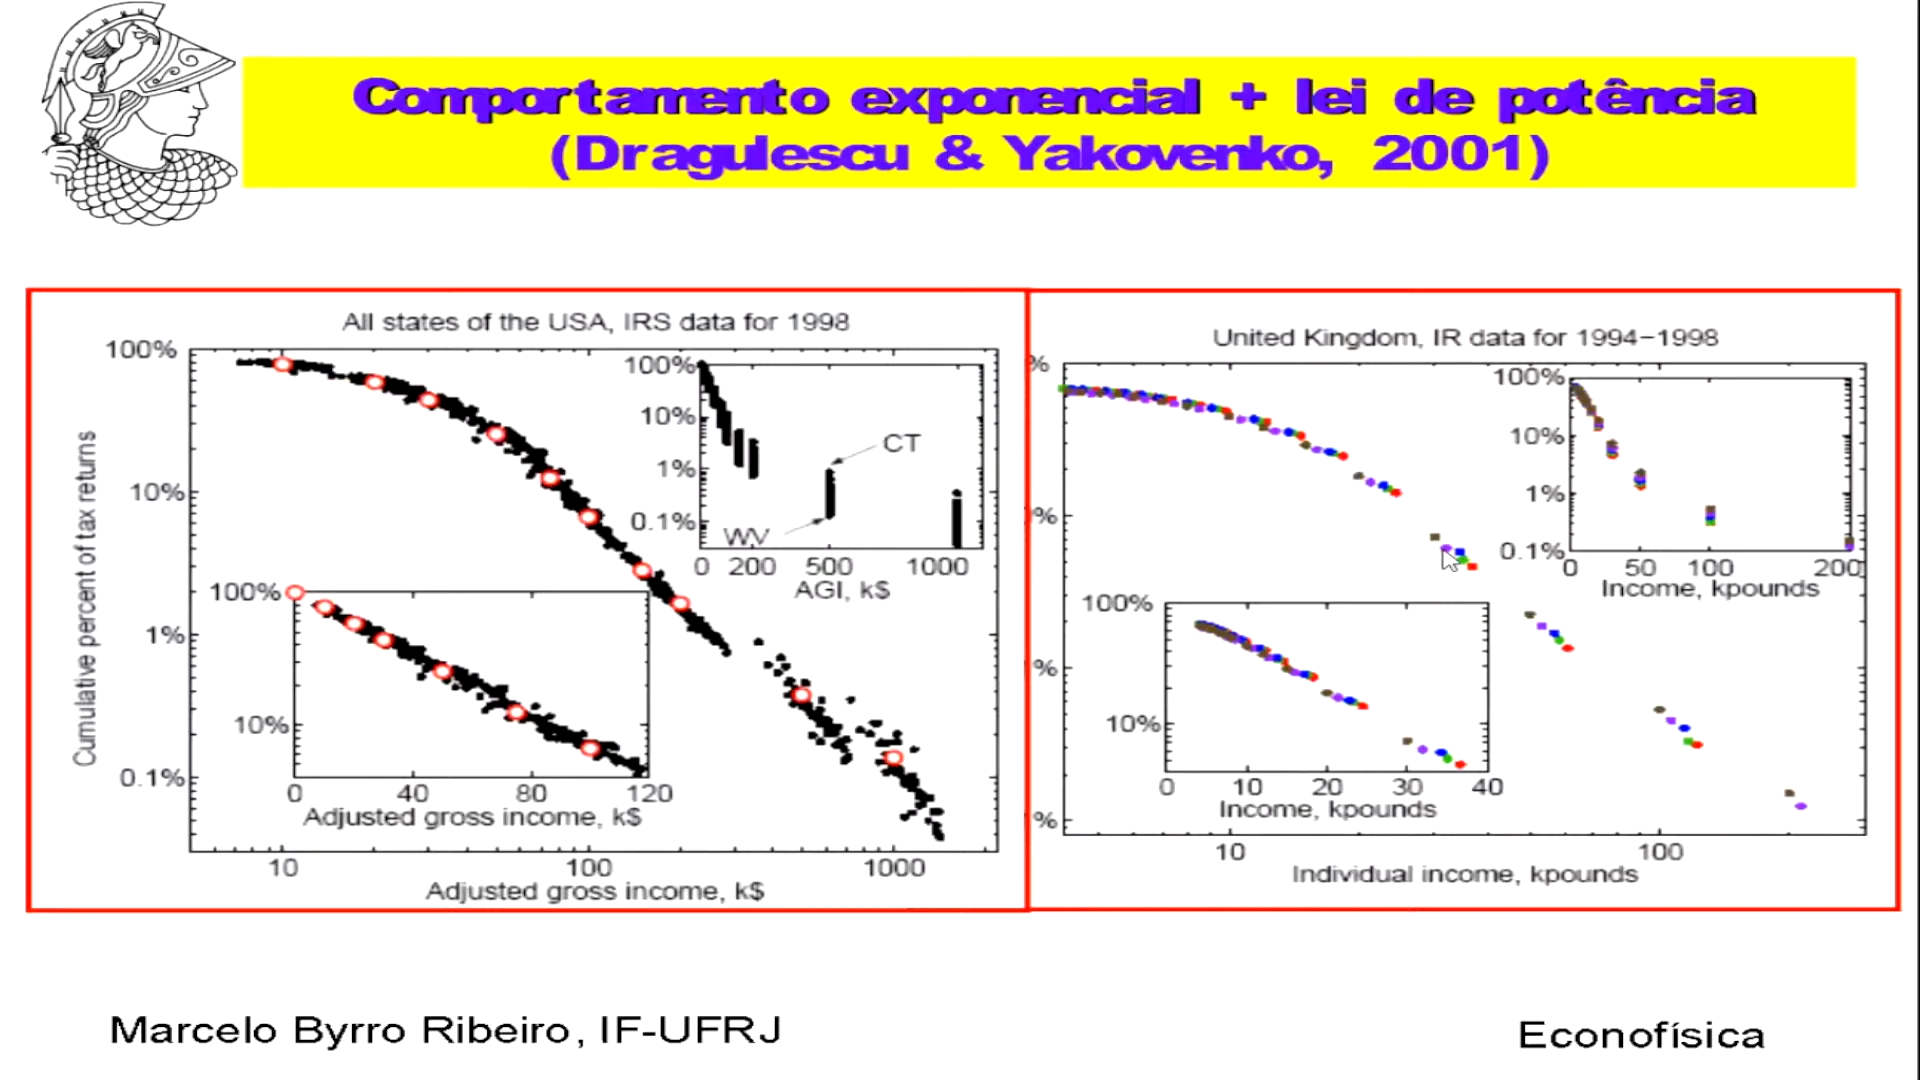 Comportamento exponencial + lei de potência
(Dragulescu & Yakovenko, 2001)
All states of the USA, IRS data for 1998
100%
10%
1%
0.1%
Cumulative percent of tax returns
10
100
1000
Adjusted gross income, k$
100%
10%
1%
0.1%
CT
WV
0
200
500
1000
AGI, k$
100%
10%
0
40
80
120
Adjusted gross income, k$
United Kingdom, IR data for 1994−1998
%
%
%
%
10
100
Individual income, kpounds
100%
10%
1%
0.1%
0
50
100
200
Income, kpounds
100%
10%
0
10
20
30
40
Income, kpounds
Marcelo Byrro Ribeiro, IF-UFRJ
Econofísica